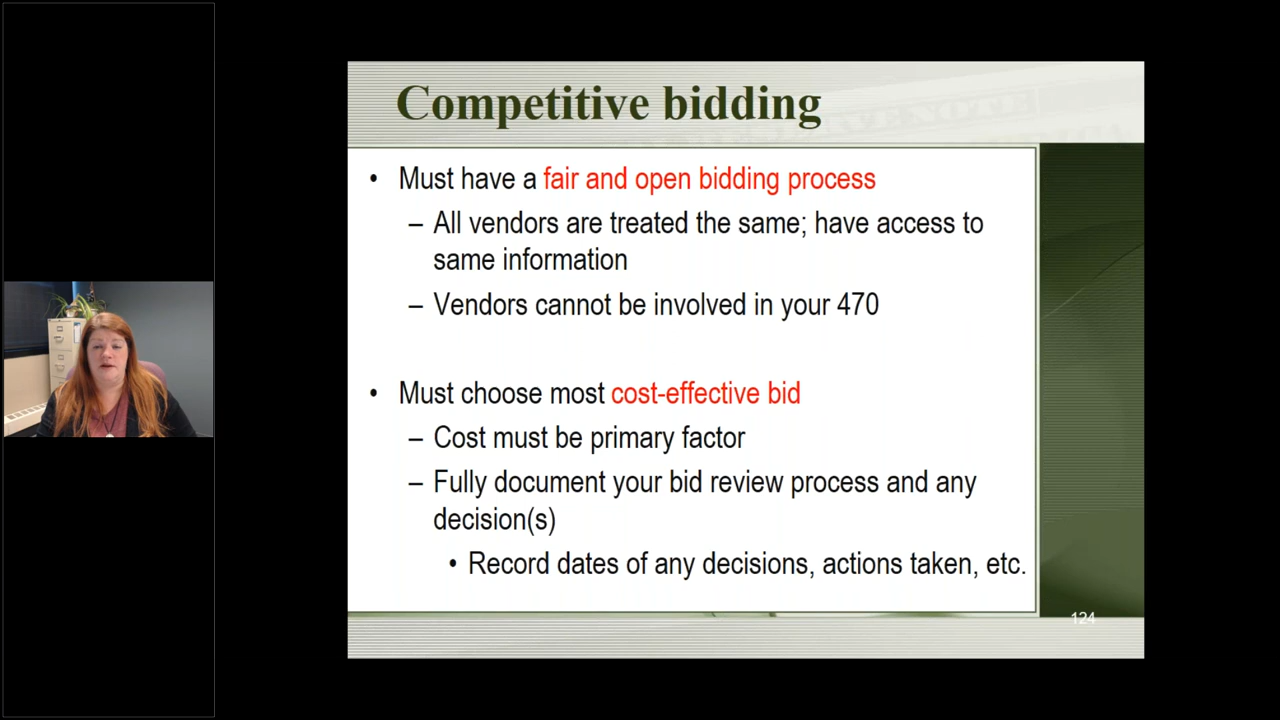 Competitive bidding
• Must have a fair and open bidding process
– All vendors are treated the same; have access to
same information
– Vendors cannot be involved in your 470
• Must choose most cost-effective bid
– Cost must be primary factor
– Fully document your bid review process and any
decision(s)
• Record dates of any decisions, actions taken, etc.
124